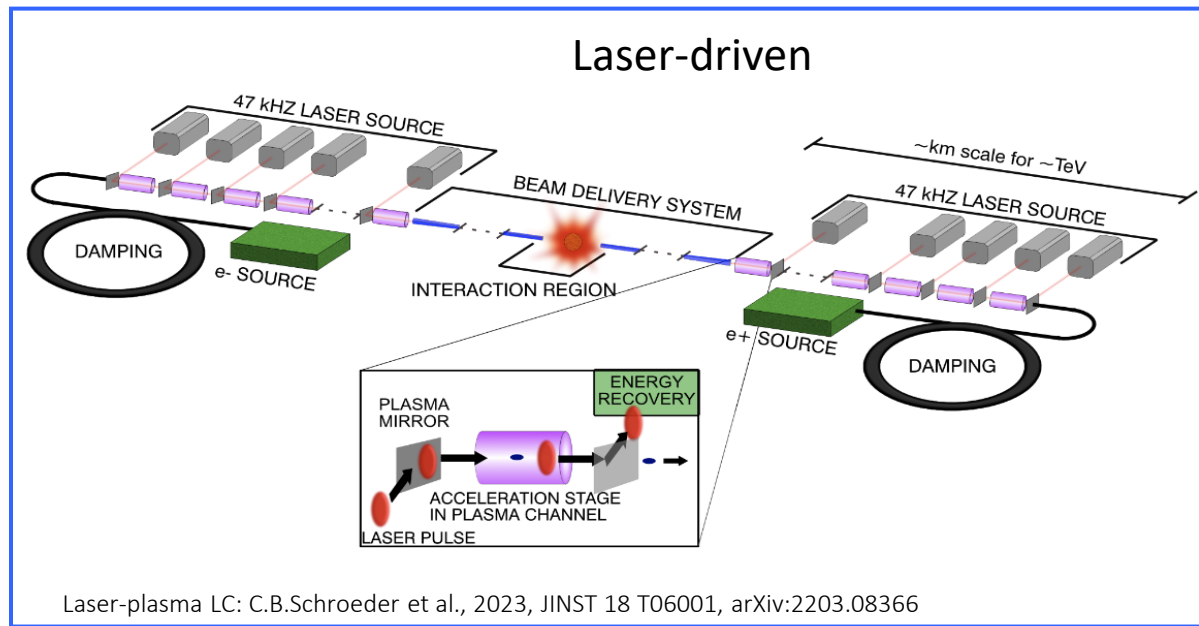 Laser-driven
47 kHZ LASER SOURCE
~km scale for ~TeV
BEAM DELIVERY SYSTEM
47 kHZ LASER SOURCE
DAMPING
e- SOURCE
INTERACTION REGION
e+ SOURCE
DAMPING
ENERGY
RECOVERY
PLASMA
MIRROR
ACCELERATION STAGE
IN PLASMA CHANNEL
LASER PULSE
Laser-plasma LC: C.B.Schroeder et al., 2023, JINST 18 T06001, arXiv:2203.08366